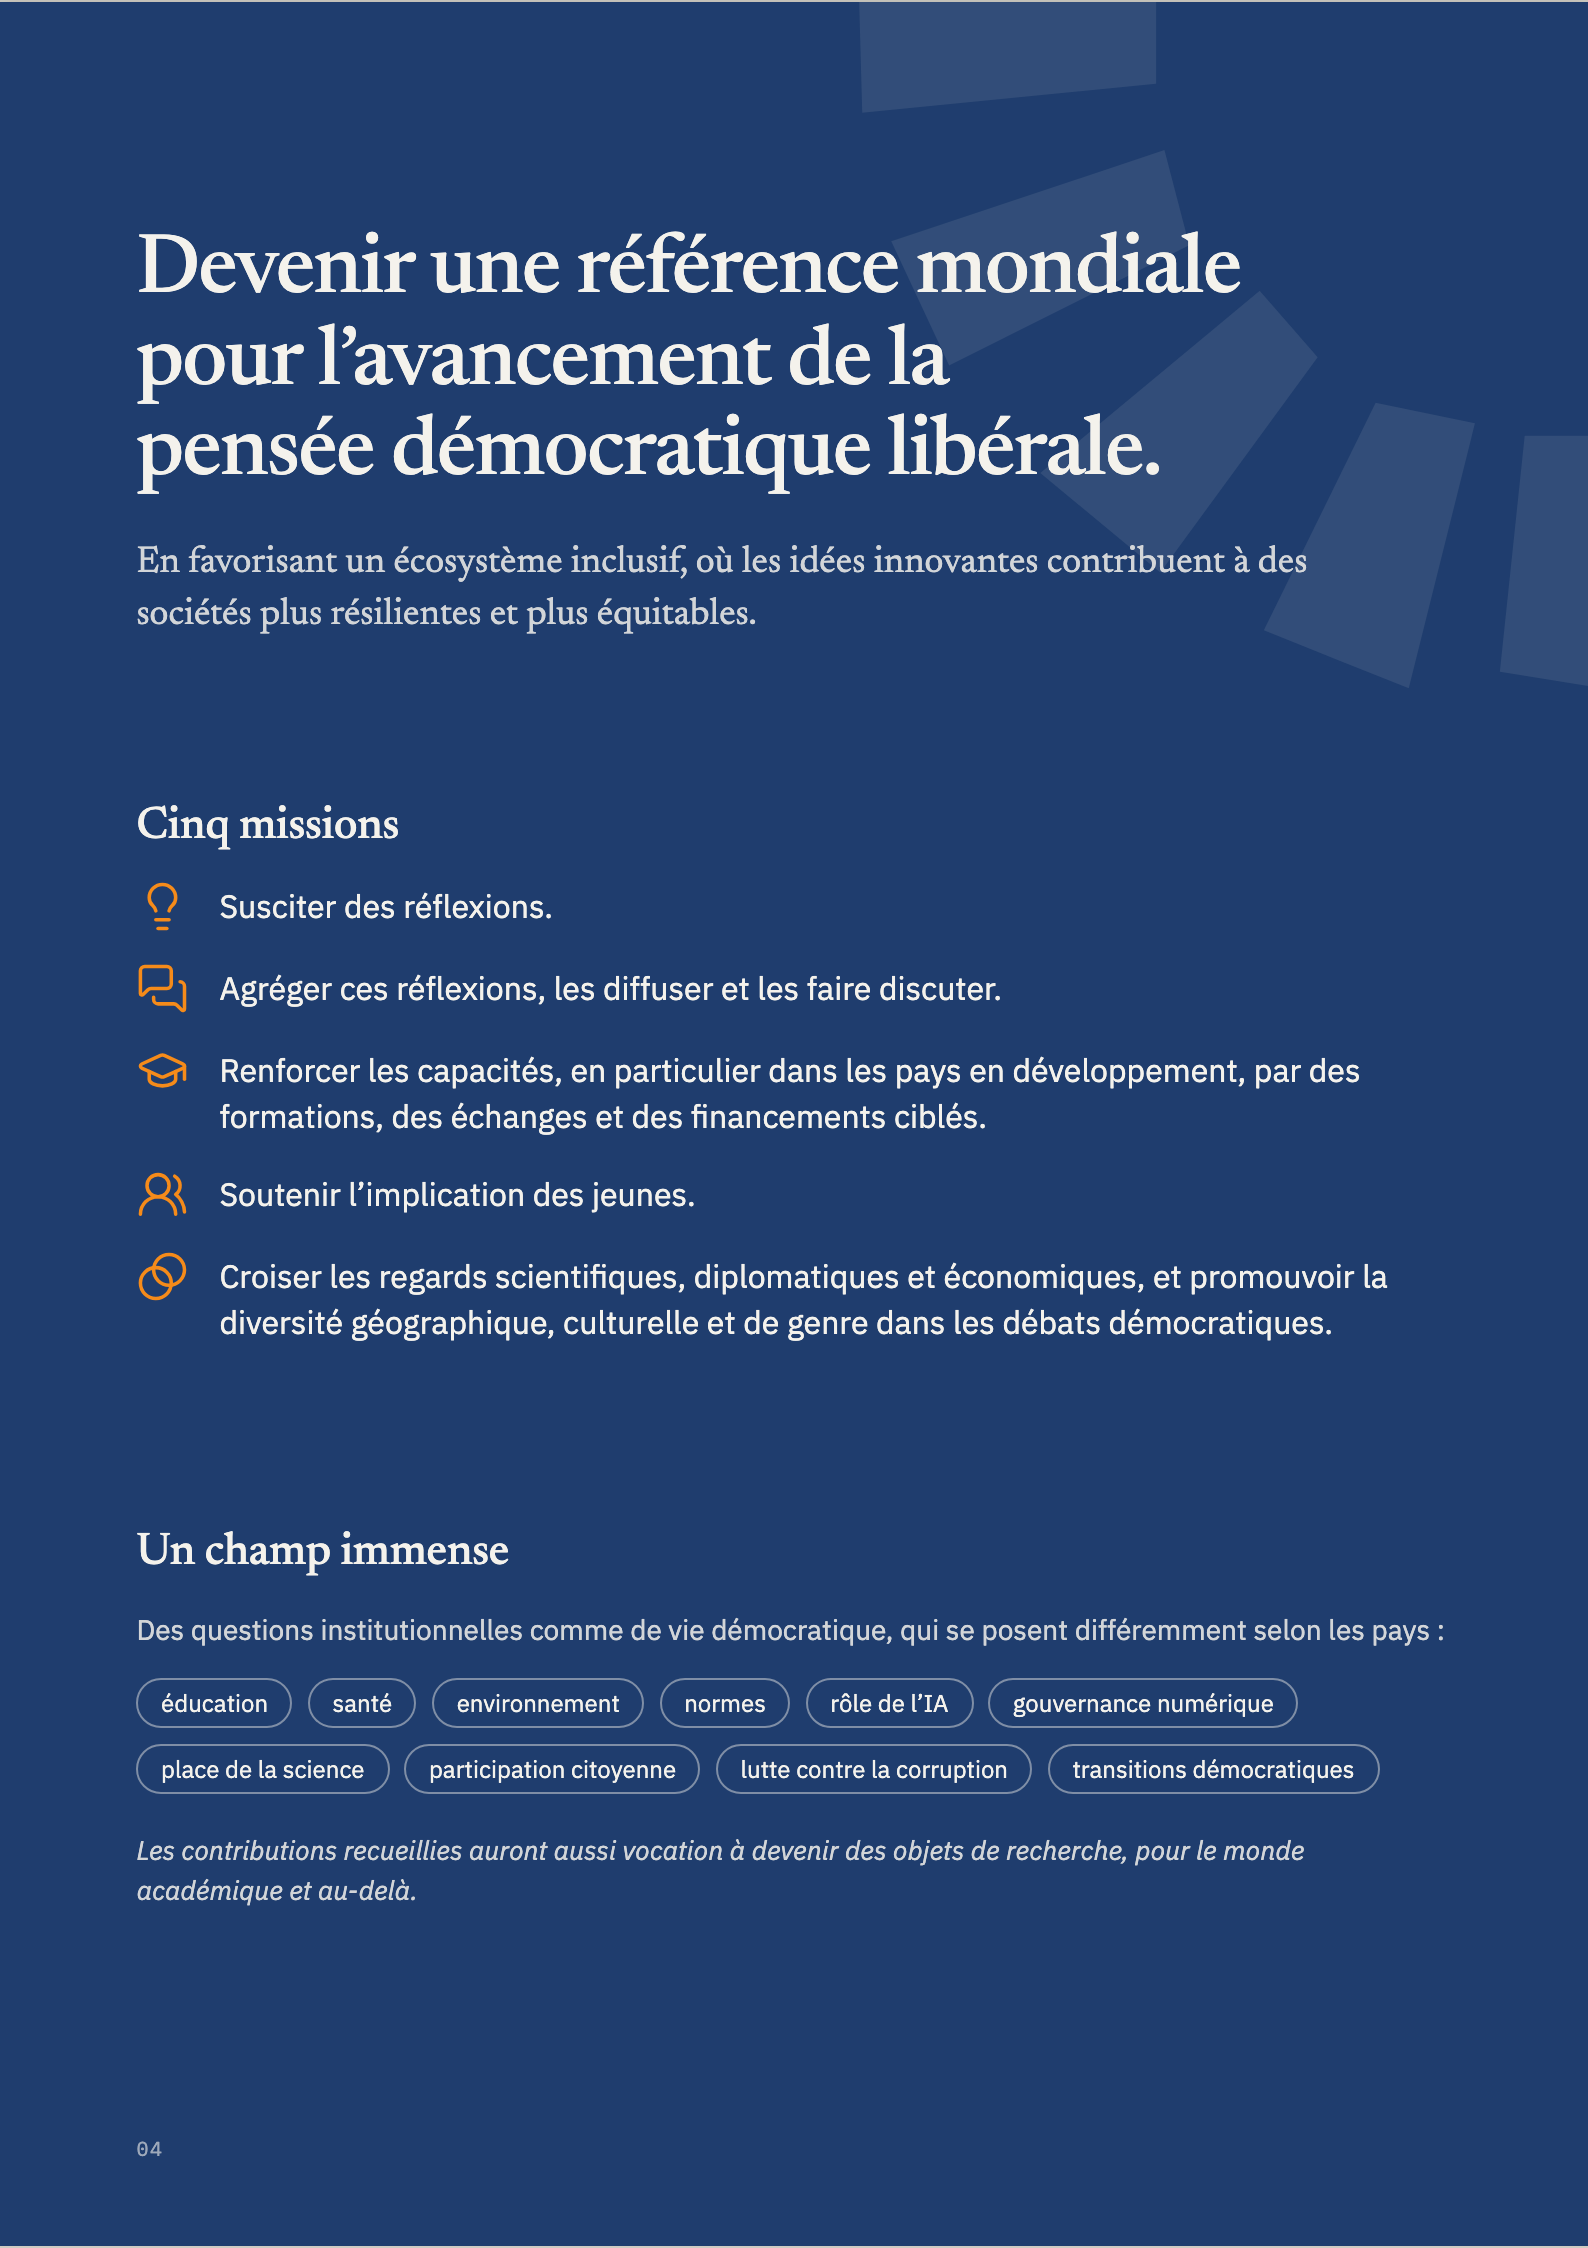 Devenir une référence mondiale
pour l’avancement de la
pensée démocratique libérale.
En favorisant un écosystème inclusif, où les idées innovantes contribuent à des
sociétés plus résilientes et plus équitables.
Cinq missions
Susciter des réflexions.
Agréger ces réflexions, les diffuser et les faire discuter.
Renforcer les capacités, en particulier dans les pays en développement, par des
formations, des échanges et des financements ciblés.
Soutenir l’implication des jeunes.
Croiser les regards scientifiques, diplomatiques et économiques, et promouvoir la
diversité géographique, culturelle et de genre dans les débats démocratiques.
Un champ immense
Des questions institutionnelles comme de vie démocratique, qui se posent différemment selon les pays :
éducation santé environnement normes rôle de l’IA gouvernance numérique
place de la science participation citoyenne lutte contre la corruption transitions démocratiques
Les contributions recueillies auront aussi vocation à devenir des objets de recherche, pour le monde
académique et au-delà.
04